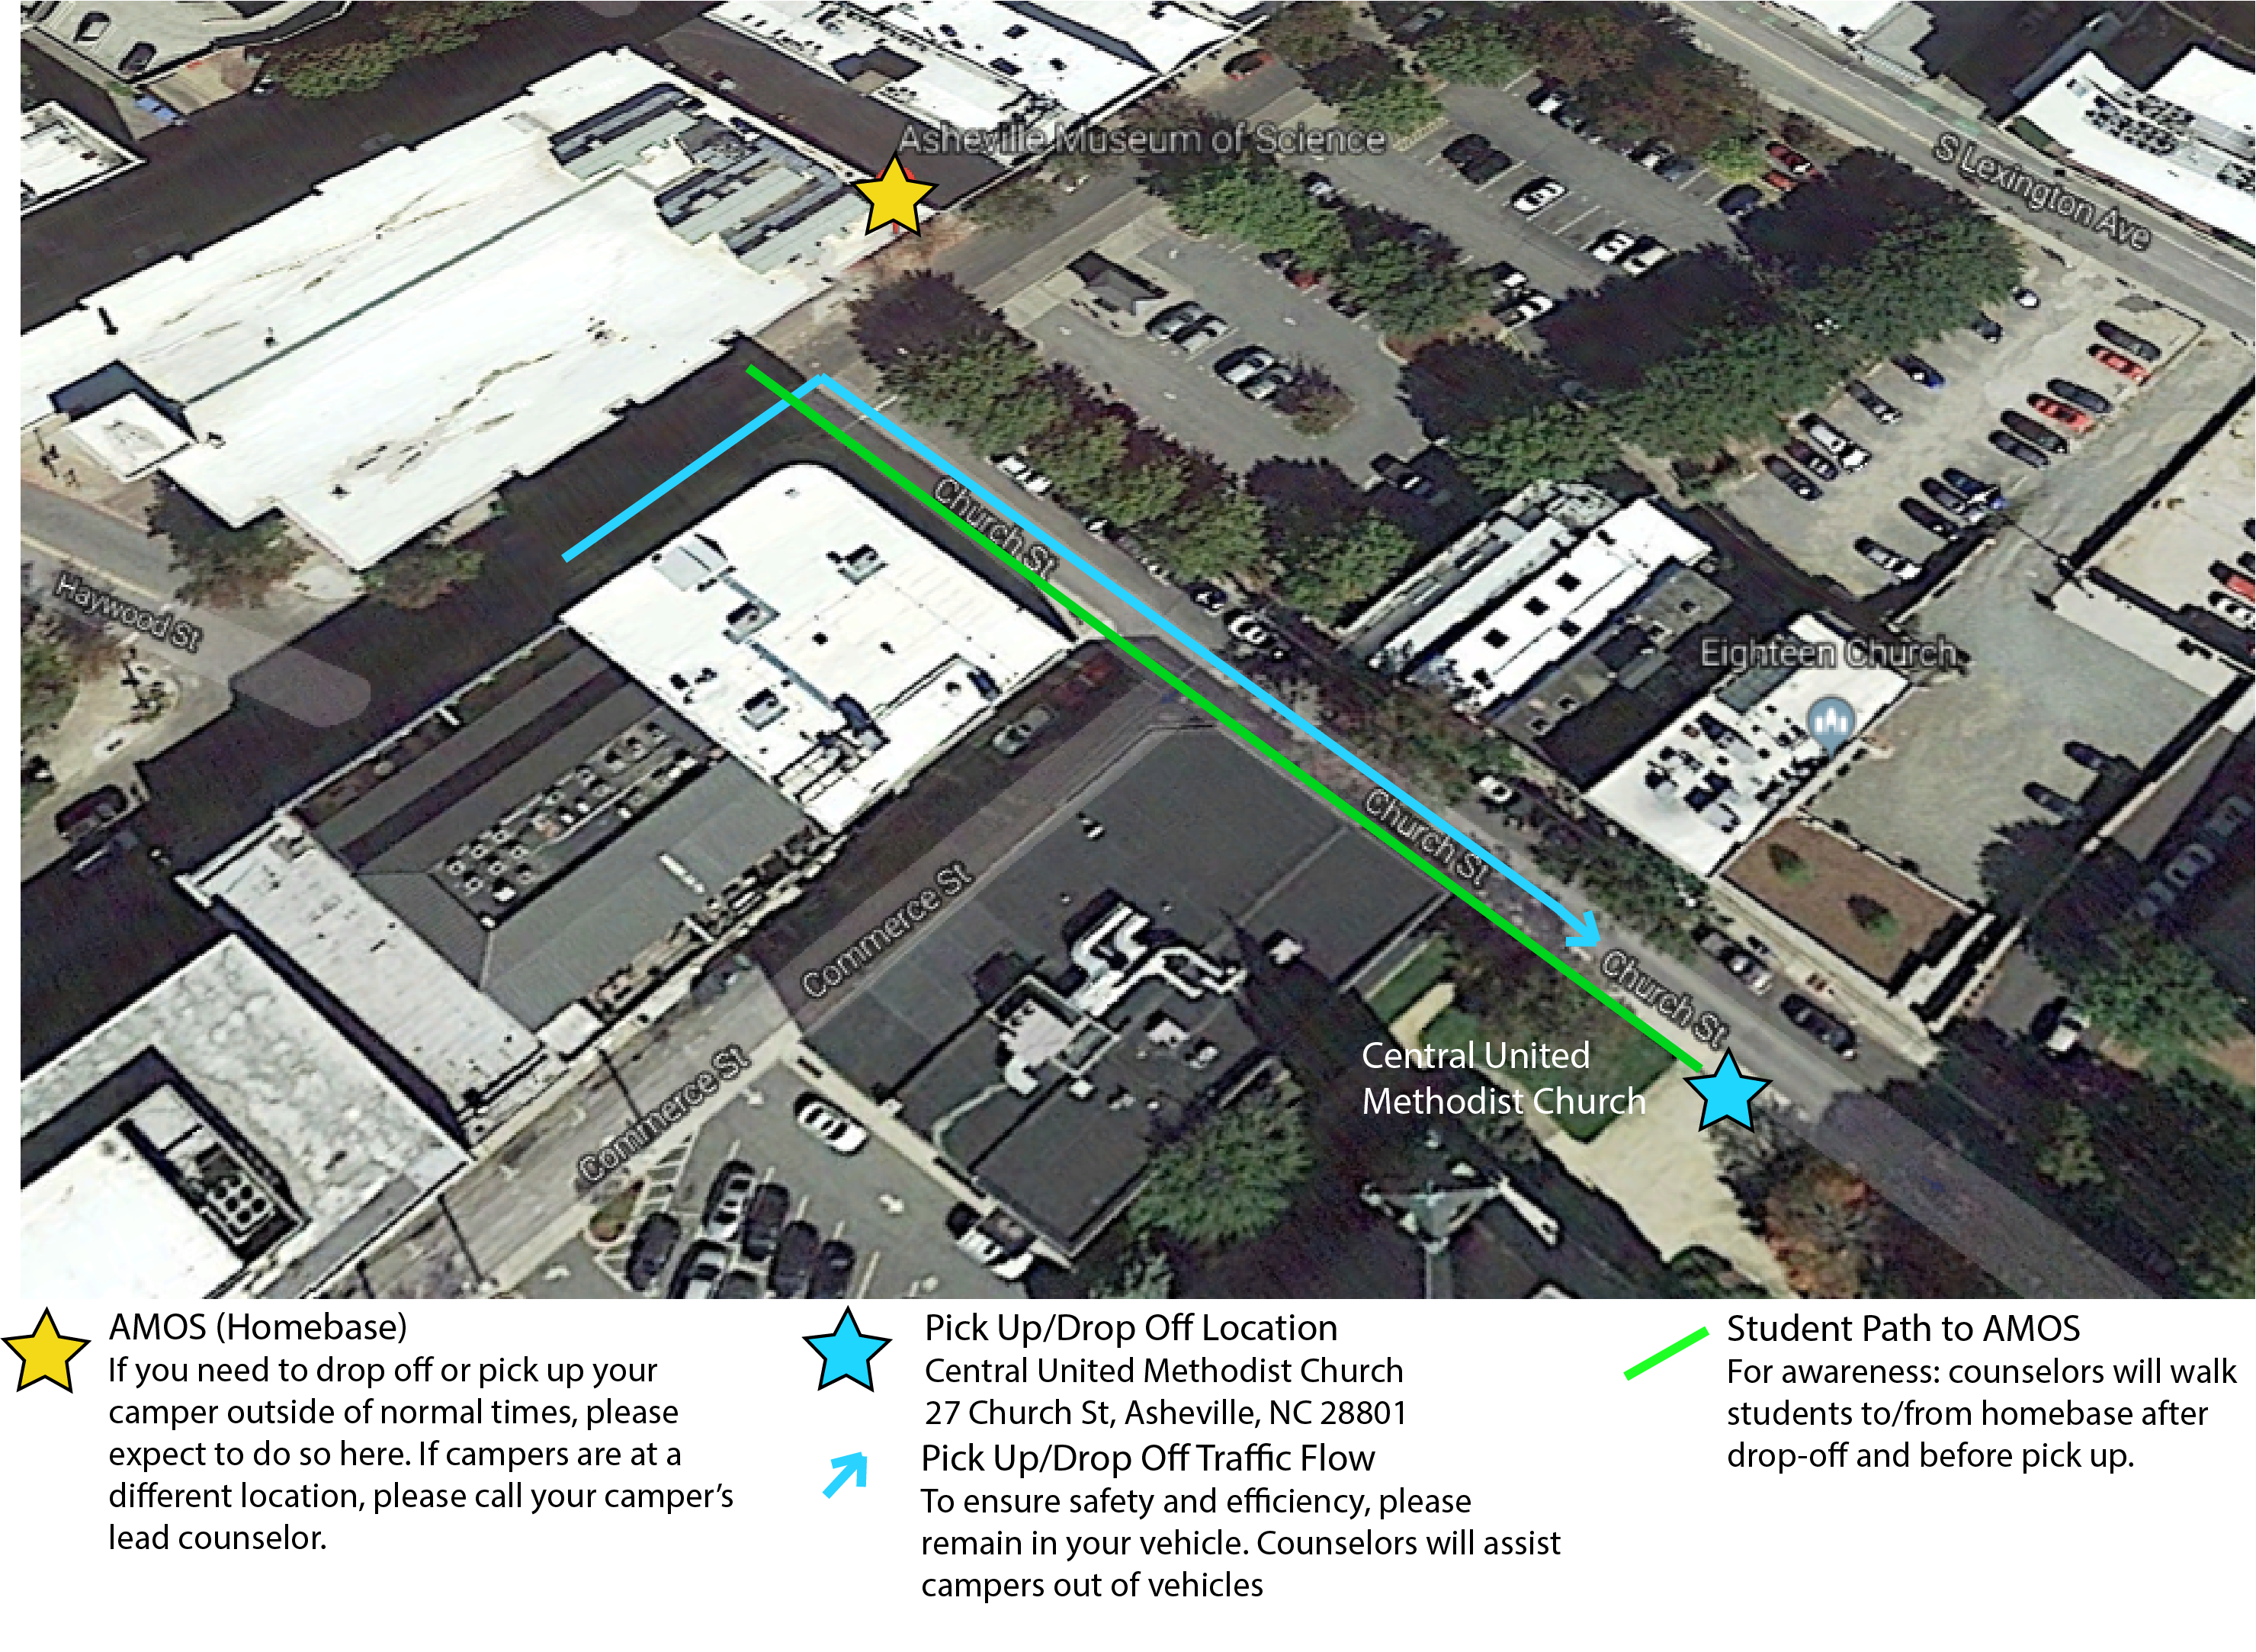 Asheville Museum of Science
S Lexington Ave
Church St
Haywood St
Eighteen Church
Church St
Commerce St
Church St
Central United
Methodist Church
Commerce St
AMOS (Homebase)
If you need to drop off or pick up your
camper outside of normal times, please
expect to do so here. If campers are at a
different location, please call your camper’s
lead counselor.
Pick Up/Drop Off Location
Central United Methodist Church
27 Church St, Asheville, NC 28801
Pick Up/Drop Off Traffic Flow
To ensure safety and efficiency, please
remain in your vehicle. Counselors will assist
campers out of vehicles
Student Path to AMOS
For awareness: counselors will walk
students to/from homebase after
drop-off and before pick up.